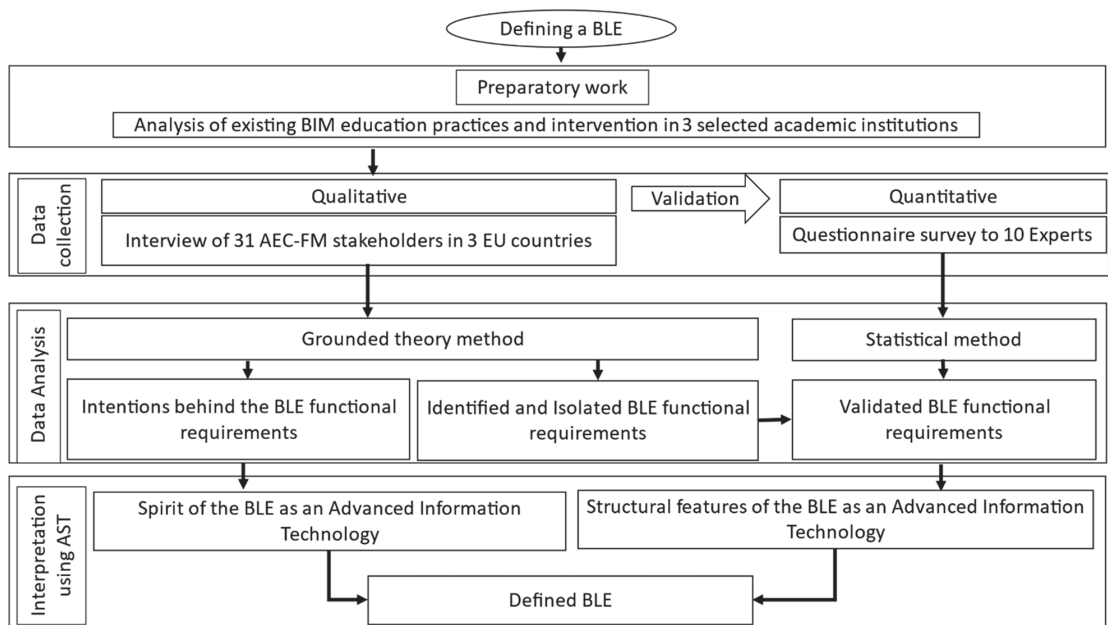 Defining a BLE
Preparatory work
Analysis of existing BIM education practices and intervention in 3 selected academic institutions
Data
collection
Qualitative
Validation
Quantitative
Interview of 31 AEC-FM stakeholders in 3 EU countries
Questionnaire survey to 10 Experts
Data Analysis
Grounded theory method
Statistical method
Intentions behind the BLE functional
requirements
Identified and Isolated BLE functional
requirements
Validated BLE functional
requirements
Interpretation
using AST
Spirit of the BLE as an Advanced Information
Technology
Structural features of the BLE as an Advanced Information
Technology
Defined BLE